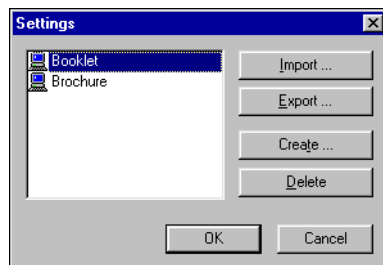 Settings
Booklet
Brochure
Import ...
Export ...
Create ...
Delete
OK
Cancel